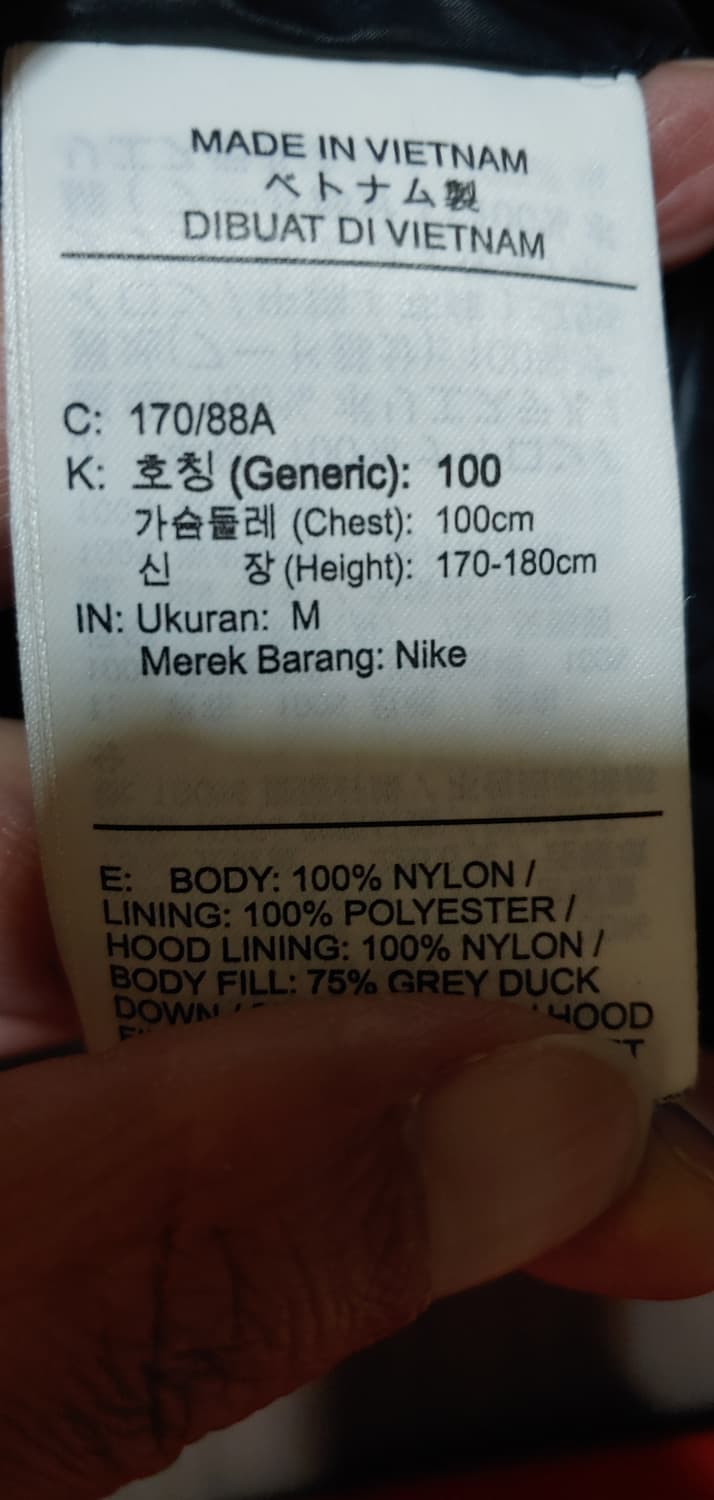 MADE IN VIETNAM
ベトナム製
DIBUAT DI VIETNAM
C: 170/88A
K: 호칭 (Generic): 100
가슴둘레 (Chest): 100cm
신 장 (Height): 170-180cm
IN: Ukuran: M
Merek Barang: Nike
E: BODY: 100% NYLON /
LINING: 100% POLYESTER /
HOOD LINING: 100% NYLON /
BODY FILL: 75% GREY DUCK
DOWN / HOOD